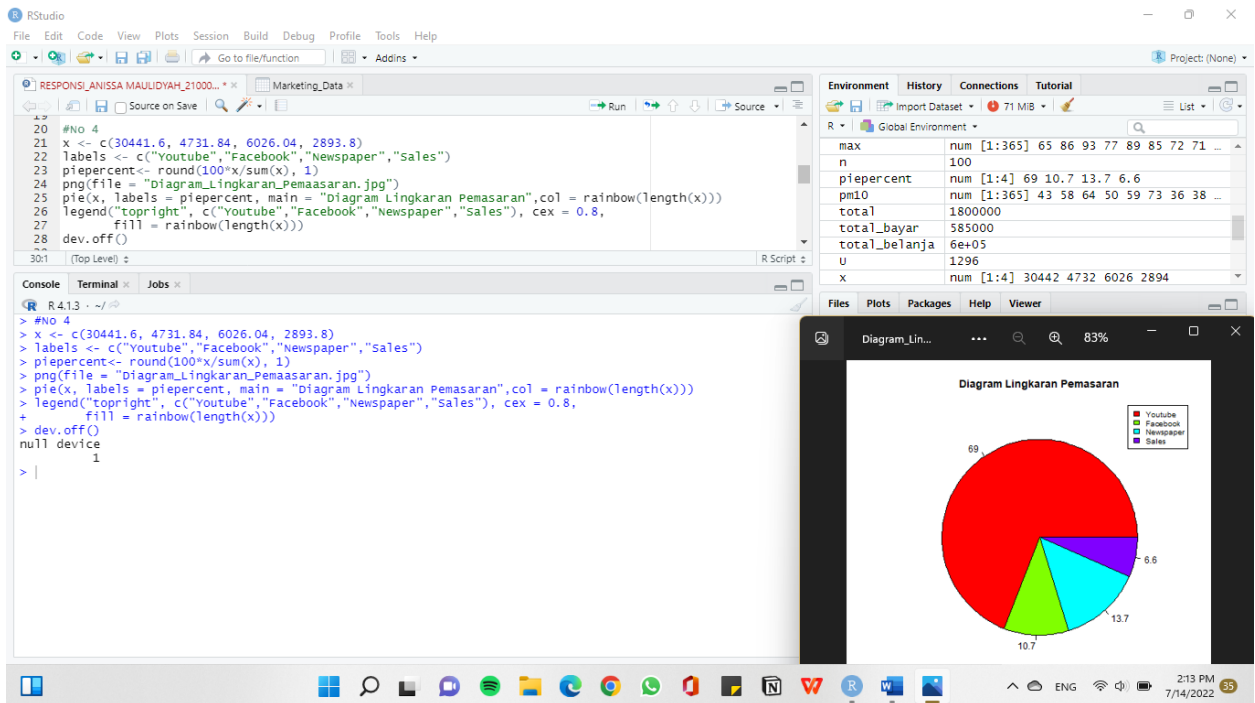 RStudio
File Edit Code View Plots Session Build Debug Profile Tools Help
Go to file/function
Addins
Project: (None)
RESPONSI_ANISSA MAULIDYAH_21000... *
Marketing_Data
Source on Save
Run
Source
19
20 #No 4
21 x <- c(30441.6, 4731.84, 6026.04, 2893.8)
22 labels <- c("Youtube","Facebook","Newspaper","Sales")
23 piepercent<- round(100*x/sum(x), 1)
24 png(file = "Diagram_Lingkaran_Pemaasaran.jpg")
25 pie(x, labels = piepercent, main = "Diagram Lingkaran Pemasaran",col = rainbow(length(x)))
26 legend("topright", c("Youtube","Facebook","Newspaper","Sales"), cex = 0.8,
27 fill = rainbow(length(x)))
28 dev.off()
30:1 (Top Level) R Script
Console Terminal Jobs
R 4.1.3 · ~/
> #No 4
> x <- c(30441.6, 4731.84, 6026.04, 2893.8)
> labels <- c("Youtube","Facebook","Newspaper","Sales")
> piepercent<- round(100*x/sum(x), 1)
> png(file = "Diagram_Lingkaran_Pemaasaran.jpg")
> pie(x, labels = piepercent, main = "Diagram Lingkaran Pemasaran",col = rainbow(length(x)))
> legend("topright", c("Youtube","Facebook","Newspaper","Sales"), cex = 0.8,
+ fill = rainbow(length(x)))
> dev.off()
null device
1
>
Environment History Connections Tutorial
Import Dataset 71 MiB List
R Global Environment
max num [1:365] 65 86 93 77 89 85 72 71 …
n 100
piepercent num [1:4] 69 10.7 13.7 6.6
pm10 num [1:365] 43 58 64 50 59 73 36 38 …
total 1800000
total_bayar 585000
total_belanja 6e+05
U 1296
x num [1:4] 30442 4732 6026 2894
Files Plots Packages Help Viewer
Diagram_Lin... ... 83%
Diagram Lingkaran Pemasaran
Youtube
Facebook
Newspaper
Sales
69
6.6
13.7
10.7
ENG
2:13 PM
7/14/2022
35